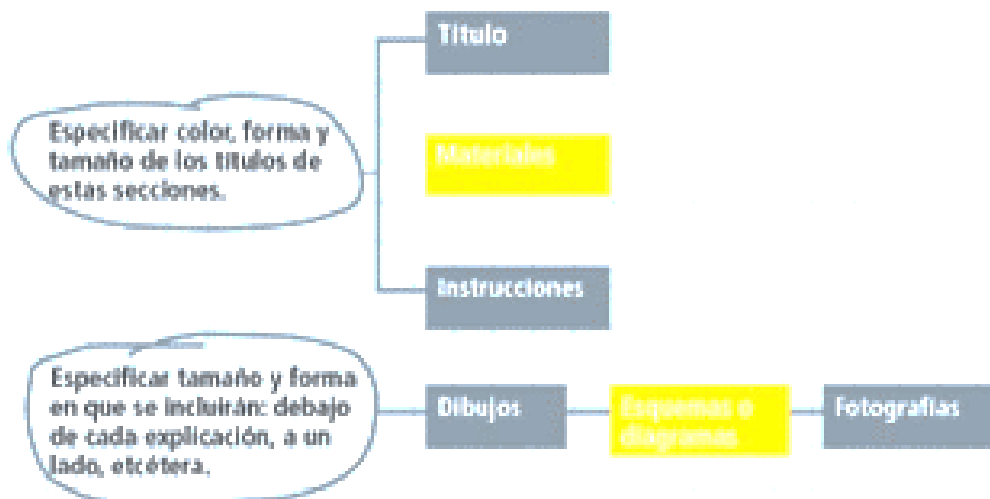 Título
Especificar color, forma y
tamaño de los títulos de
estas secciones.
Materiales
Instrucciones
Especificar tamaño y forma
en que se incluirán: debajo
de cada explicación, a un
lado, etcétera.
Dibujos
Esquemas o
diagramas
Fotografías